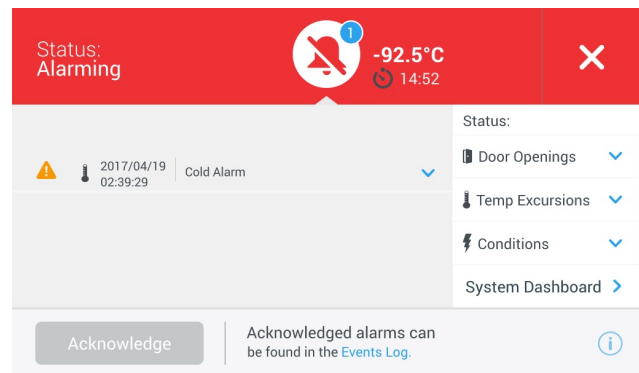 Status:
Alarming
1
-92.5°C
14:52
2017/04/19
02:39:29
Cold Alarm
Status:
Door Openings
Temp Excursions
Conditions
System Dashboard
Acknowledge
Acknowledged alarms can
be found in the Events Log.